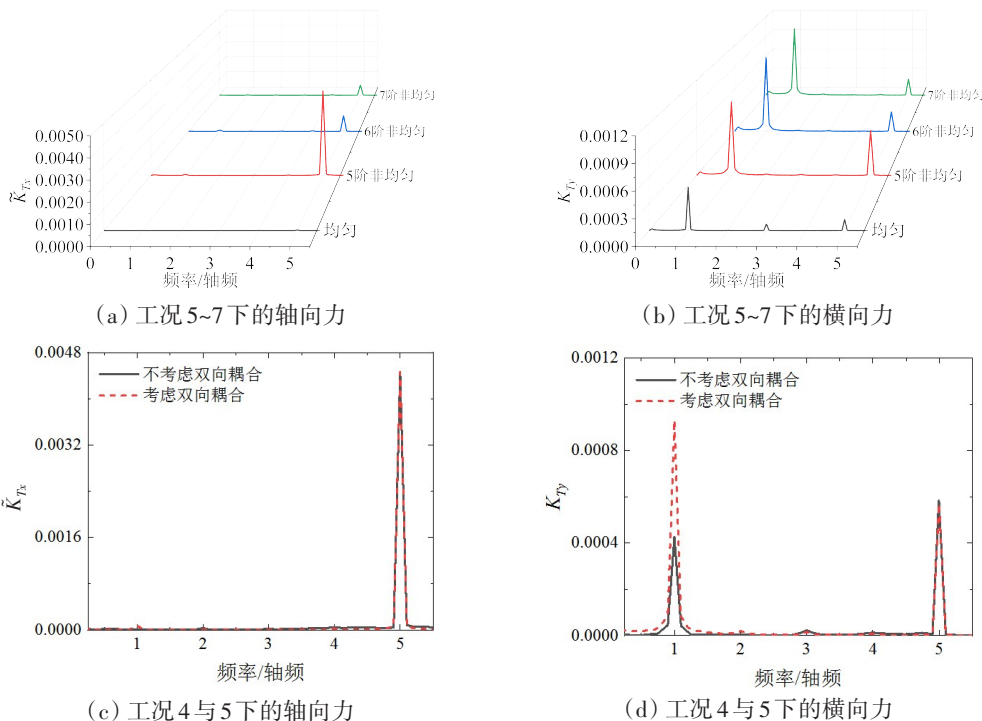 7阶非均匀
6阶非均匀
5阶非均匀
均匀
0.0050
0.0040
0.0030
0.0020
0.0010
0.0000
K̃Tx
0 1 2 3 4 5
频率/轴频
(a) 工况5~7下的轴向力
7阶非均匀
6阶非均匀
5阶非均匀
均匀
0.0012
0.0009
0.0006
0.0003
0.0000
KTy
0 1 2 3 4 5
频率/轴频
(b) 工况5~7下的横向力
0.0048
0.0032
0.0016
0.0000
K̃Tx
不考虑双向耦合
考虑双向耦合
1 2 3 4 5
频率/轴频
(c) 工况4与5下的轴向力
0.0012
0.0008
0.0004
0.0000
KTy
不考虑双向耦合
考虑双向耦合
1 2 3 4 5
频率/轴频
(d) 工况4与5下的横向力